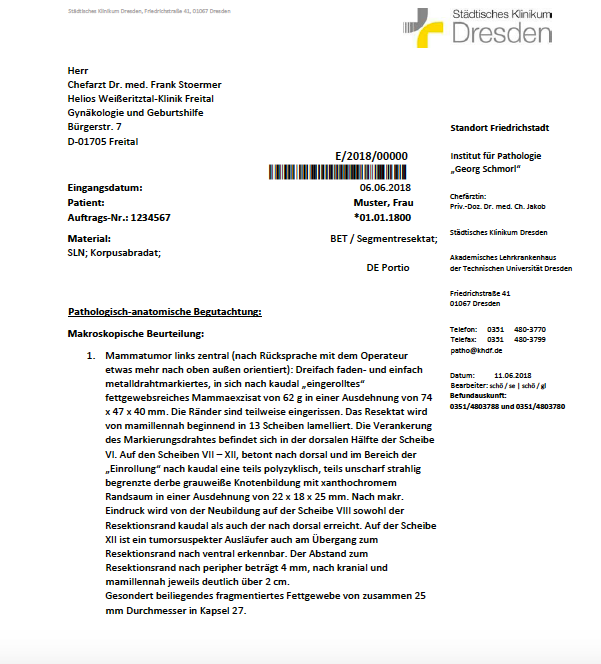 Städtisches Klinikum Dresden, Friedrichstraße 41, 01067 Dresden
Städtisches Klinikum
Dresden
Herr
Chefarzt Dr. med. Frank Stoermer
Helios Weißeritztal-Klinik Freital
Gynäkologie und Geburtshilfe
Bürgerstr. 7
D-01705 Freital
E/2018/00000
Eingangsdatum: 06.06.2018
Patient: Muster, Frau
Auftrags-Nr.: 1234567 *01.01.1800
Material: BET / Segmentresektat;
SLN; Korpusabradat;
DE Portio
Standort Friedrichstadt
Institut für Pathologie
„Georg Schmorl“
Chefärztin:
Priv.-Doz. Dr. med. Ch. Jakob
Städtisches Klinikum Dresden
Akademisches Lehrkrankenhaus
der Technischen Universität Dresden
Friedrichstraße 41
01067 Dresden
Telefon: 0351 480-3770
Telefax: 0351 480-3799
patho@khdf.de
Datum: 11.06.2018
Bearbeiter: schö / se | schö / gl
Befundauskunft:
0351/4803788 und 0351/4803780
Pathologisch-anatomische Begutachtung:
Makroskopische Beurteilung:
1. Mammatumor links zentral (nach Rücksprache mit dem Operateur
etwas mehr nach oben außen orientiert): Dreifach faden- und einfach
metalldrahtmarkiertes, in sich nach kaudal „eingerolltes“
fettgewebsreiches Mammaexzisat von 62 g in einer Ausdehnung von 74
x 47 x 40 mm. Die Ränder sind teilweise eingerissen. Das Resektat wird
von mamillennah beginnend in 13 Scheiben lamelliert. Die Verankerung
des Markierungsdrahtes befindet sich in der dorsalen Hälfte der Scheibe
VI. Auf den Scheiben VII – XII, betont nach dorsal und im Bereich der
„Einrollung“ nach kaudal eine teils polyzyklisch, teils unscharf strahlig
begrenzte derbe grauweiße Knotenbildung mit xanthochromem
Randsaum in einer Ausdehnung von 22 x 18 x 25 mm. Nach makr.
Eindruck wird von der Neubildung auf der Scheibe VIII sowohl der
Resektionsrand kaudal als auch der nach dorsal erreicht. Auf der Scheibe
XII ist ein tumorsuspekter Ausläufer auch am Übergang zum
Resektionsrand nach ventral erkennbar. Der Abstand zum
Resektionsrand nach peripher beträgt 4 mm, nach kranial und
mamillennah jeweils deutlich über 2 cm.
Gesondert beiliegendes fragmentiertes Fettgewebe von zusammen 25
mm Durchmesser in Kapsel 27.